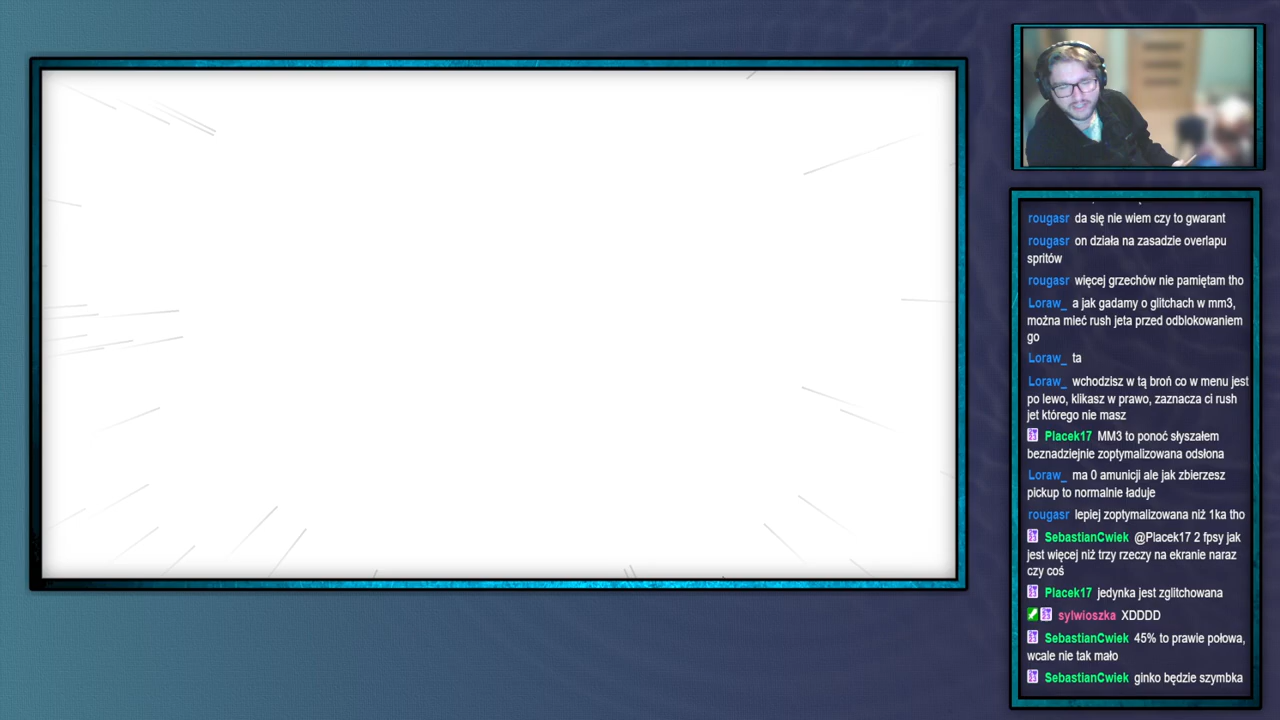 rougasr da się nie wiem czy to gwarant
rougasr on działa na zasadzie overlapu
spritów
rougasr więcej grzechów nie pamiętam tho
Loraw_ a jak gadamy o glitchach w mm3,
można mieć rush jeta przed odblokowaniem
go
Loraw_ ta
Loraw_ wchodzisz w tą broń co w menu jest
po lewo, klikasz w prawo, zaznacza ci rush
jet którego nie masz
Placek17 MM3 to ponoć słyszałem
beznadziejnie zoptymalizowana odsłona
Loraw_ ma 0 amunicji ale jak zbierzesz
pickup to normalnie ładuje
rougasr lepiej zoptymalizowana niż 1ka tho
SebastianCwiek @Placek17 2 fpsy jak
jest więcej niż trzy rzeczy na ekranie naraz
czy coś
Placek17 jedynka jest zglitchowana
sylwioszka XDDDD
SebastianCwiek 45% to prawie połowa,
wcale nie tak mało
SebastianCwiek ginko będzie szymbka